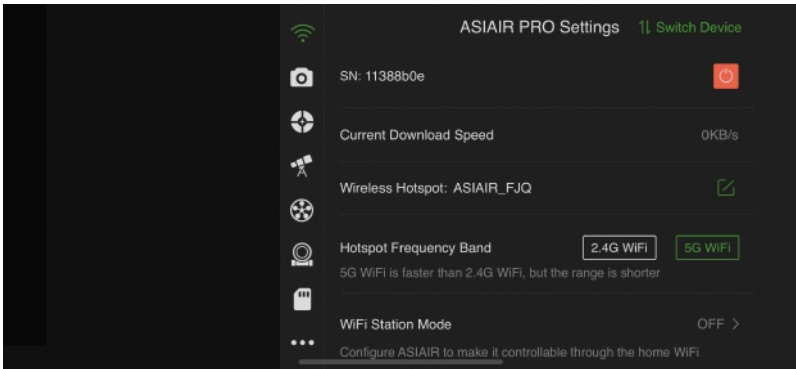 ASIAIR PRO Settings
Switch Device
SN: 11388b0e
Current Download Speed
0KB/s
Wireless Hotspot: ASIAIR_FJQ
Hotspot Frequency Band
2.4G WiFi
5G WiFi
5G WiFi is faster than 2.4G WiFi, but the range is shorter
WiFi Station Mode
OFF >
Configure ASIAIR to make it controllable through the home WiFi